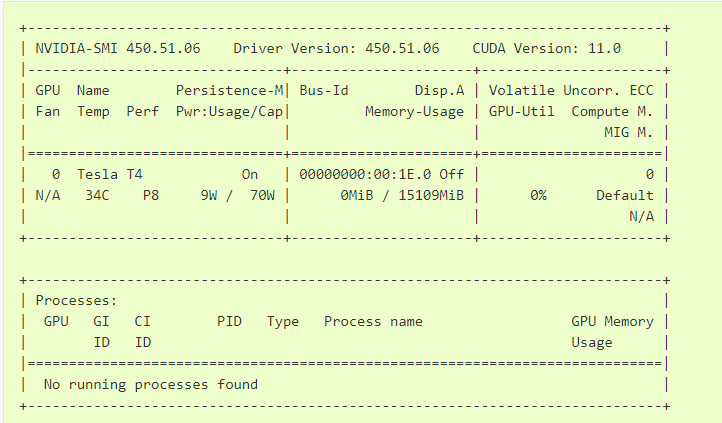 +-----------------------------------------------------------------------------+
| NVIDIA-SMI 450.51.06    Driver Version: 450.51.06    CUDA Version: 11.0     |
|-------------------------------+----------------------+----------------------+
| GPU  Name        Persistence-M| Bus-Id        Disp.A | Volatile Uncorr. ECC |
| Fan  Temp  Perf  Pwr:Usage/Cap|         Memory-Usage | GPU-Util  Compute M. |
|                               |                      |               MIG M. |
|===============================+======================+======================|
|   0  Tesla T4            On   | 00000000:00:1E.0 Off |                    0 |
| N/A   34C    P8     9W /  70W |      0MiB / 15109MiB |      0%      Default |
|                               |                      |                  N/A |
+-------------------------------+----------------------+----------------------+

+-----------------------------------------------------------------------------+
| Processes:                                                                  |
|  GPU   GI   CI        PID   Type   Process name                  GPU Memory |
|        ID   ID                                                   Usage      |
|=============================================================================|
|  No running processes found                                                 |
+-----------------------------------------------------------------------------+